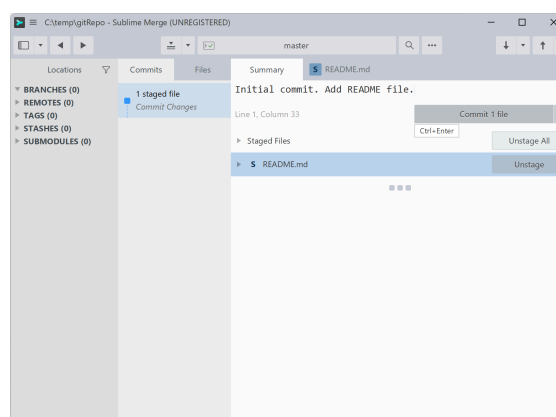 C:\temp\gitRepo - Sublime Merge (UNREGISTERED)
master
Locations
Commits
Files
Summary
S README.md
BRANCHES (0)
REMOTES (0)
TAGS (0)
STASHES (0)
SUBMODULES (0)
1 staged file
Commit Changes
Initial commit. Add README file.
Line 1, Column 33
Commit 1 file
Ctrl+Enter
Staged Files
Unstage All
S README.md
Unstage